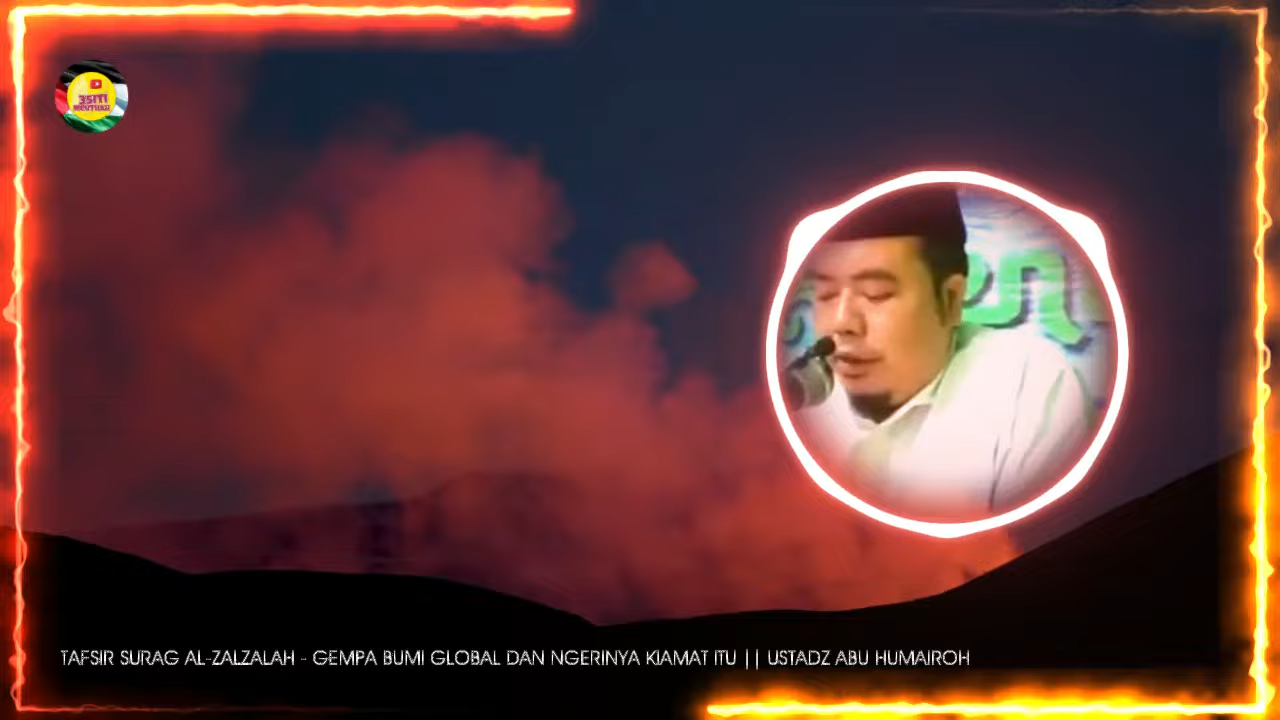 TAFSIR SURAG AL-ZALZALAH - GEMPA BUMI GLOBAL DAN NGERINYA KIAMAT ITU || USTADZ ABU HUMAIROH